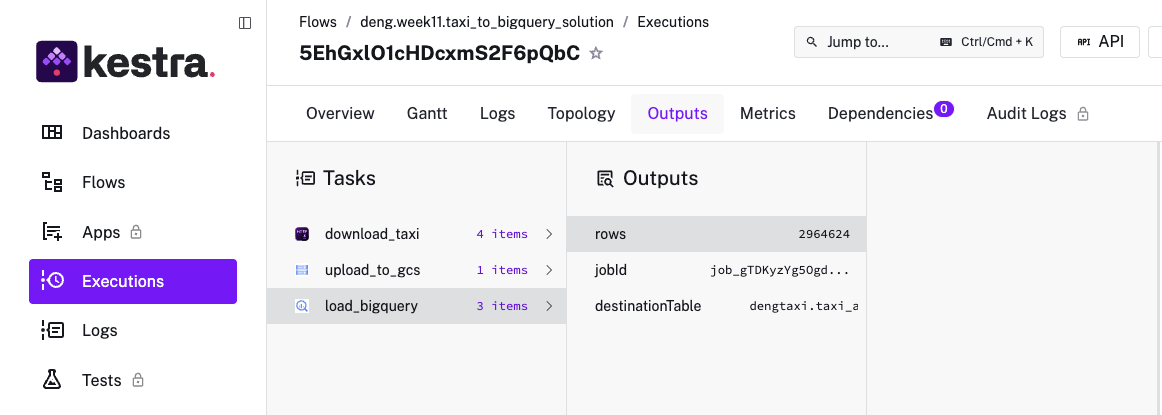 Flows / deng.week11.taxi_to_bigquery_solution / Executions
5EhGxlO1cHDcxmS2F6pQbC
Jump to... Ctrl/Cmd + K
API API
kestra.
Overview Gantt Logs Topology Outputs Metrics Dependencies 0 Audit Logs
Dashboards
Flows
Apps
Executions
Logs
Tests
Tasks
download_taxi 4 items
upload_to_gcs 1 items
load_bigquery 3 items
Outputs
rows 2964624
jobId job_gTDKyzYg5Ogd...
destinationTable dengtaxi.taxi_a